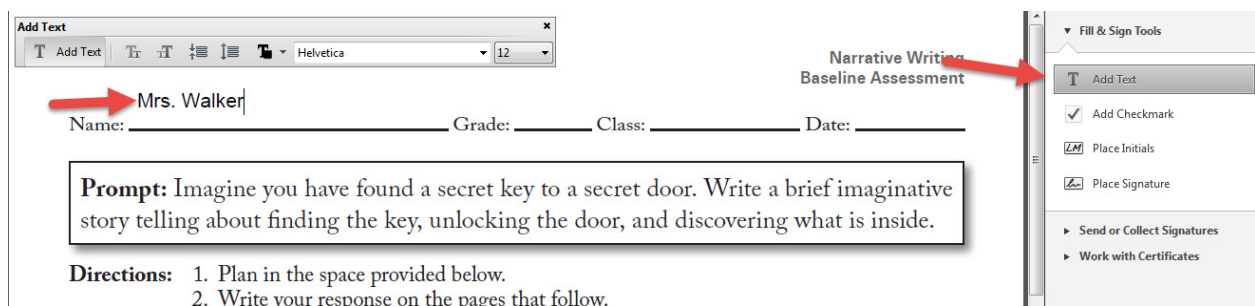 Add Text ×
T Add Text Helvetica 12
Narrative Writing
Baseline Assessment
Mrs. Walker
Name: Grade: Class: Date:
Prompt: Imagine you have found a secret key to a secret door. Write a brief imaginative
story telling about finding the key, unlocking the door, and discovering what is inside.
Directions: 1. Plan in the space provided below.
2. Write your response on the pages that follow.
Fill & Sign Tools
T Add Text
Add Checkmark
LM Place Initials
Place Signature
Send or Collect Signatures
Work with Certificates